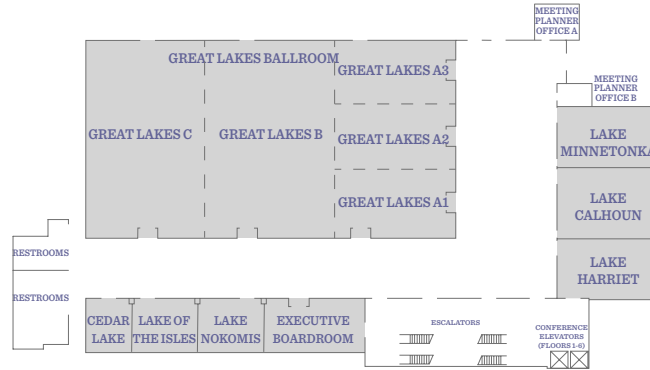 MEETING
PLANNER
OFFICE A
GREAT LAKES BALLROOM
GREAT LAKES A3
MEETING
PLANNER
OFFICE B
GREAT LAKES C
GREAT LAKES B
GREAT LAKES A2
LAKE
MINNETONKA
GREAT LAKES A1
LAKE
CALHOUN
RESTROOMS
LAKE
HARRIET
RESTROOMS
CEDAR
LAKE
LAKE OF
THE ISLES
LAKE
NOKOMIS
EXECUTIVE
BOARDROOM
ESCALATORS
CONFERENCE
ELEVATORS
(FLOORS 1-6)